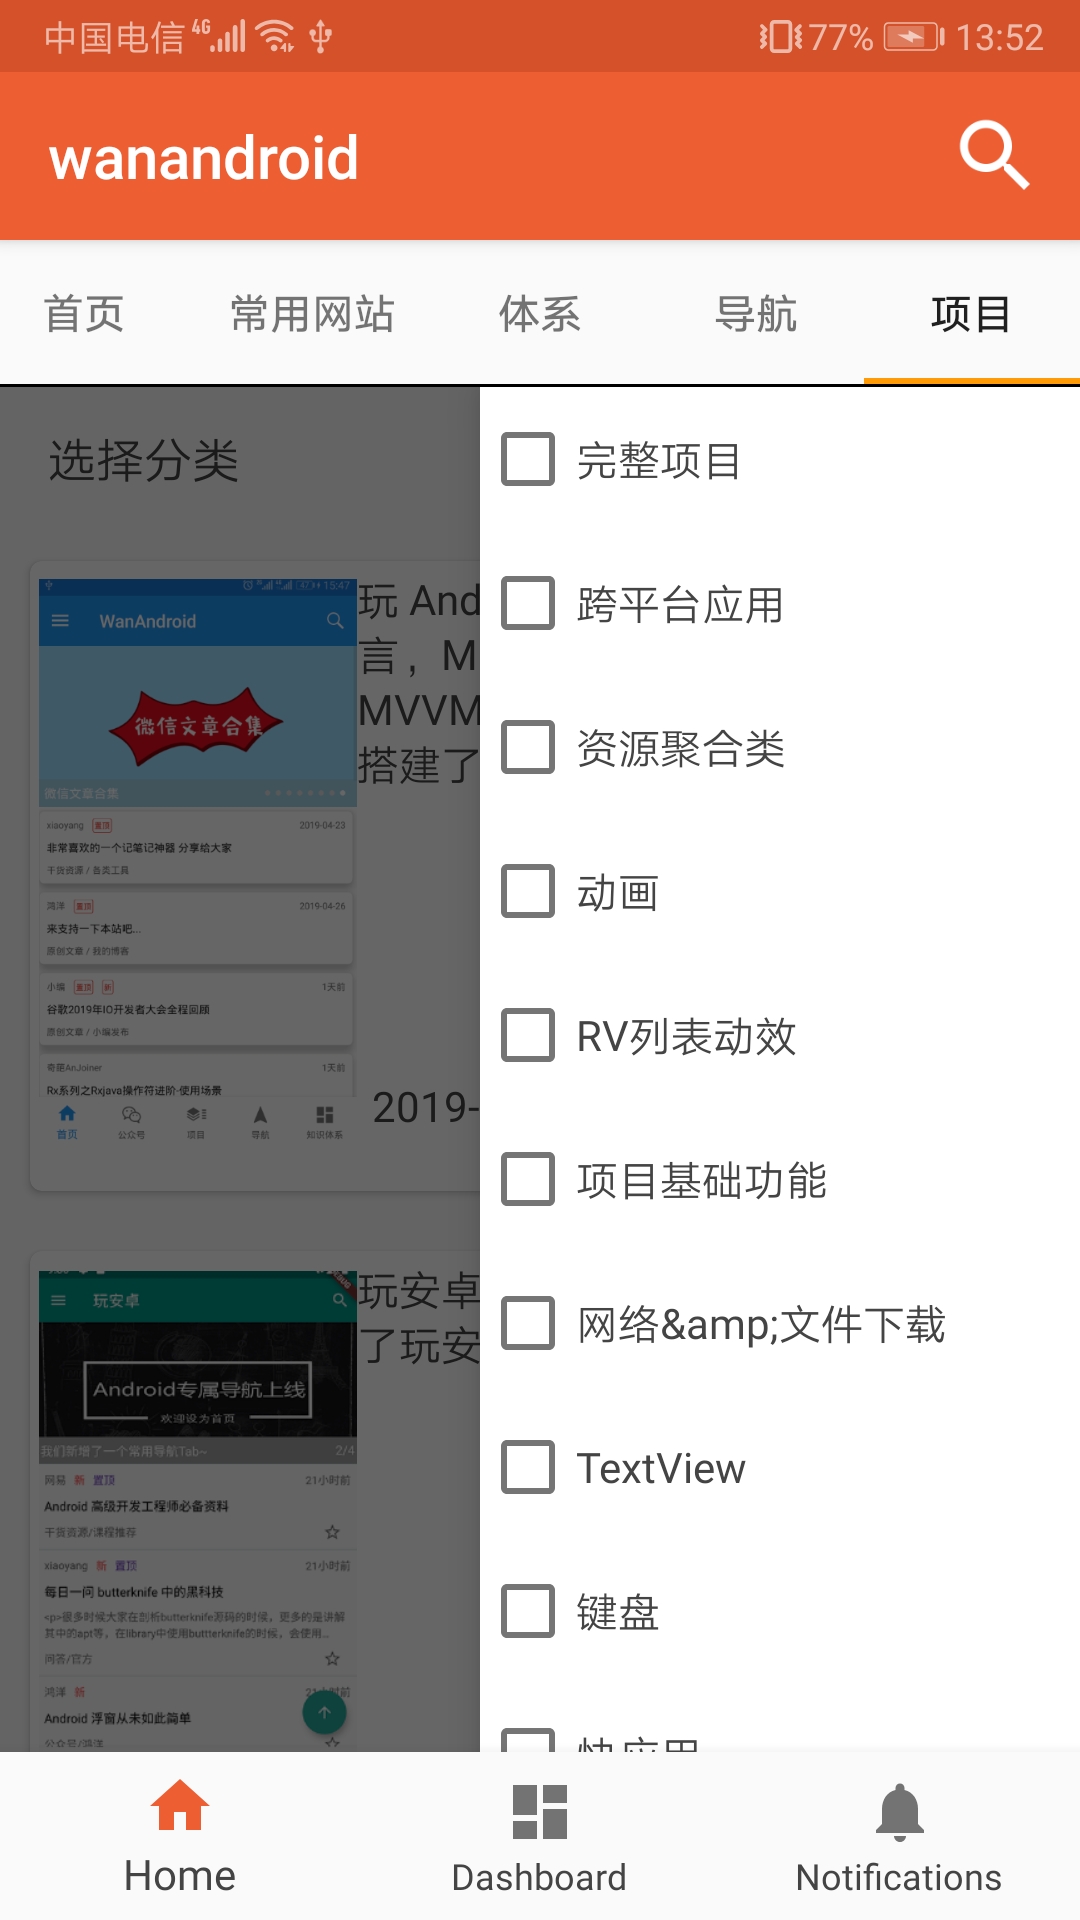 中国电信 4G 77% 13:52
wanandroid
首页 常用网站 体系 导航 项目
选择分类
完整项目
跨平台应用
资源聚合类
动画
RV列表动效
项目基础功能
网络&amp;文件下载
TextView
键盘
快应用
15:47
WanAndroid
微信文章合集
微信文章合集
xiaoyang 置顶 2019-04-23
非常喜欢的一个记笔记神器 分享给大家
干货资源 / 各类工具
鸿洋 置顶 2019-04-26
来支持一下本站吧...
原创文章 / 我的博客
小编 置顶 新 1天前
谷歌2019年IO开发者大会全程回顾
原创文章 / 小编发布
奇葩AnJoiner 1天前
Rx系列之Rxjava操作符进阶-使用场景
首页 公众号 项目 导航 知识体系
玩 And
言，M
MVVM
搭建了
2019-
玩安卓
Android专属导航上线
欢迎设为首页
我们新增了一个常用导航Tab~ 2/4
网易 新 置顶 21小时前
Android 高级开发工程师必备资料
干货资源/课程推荐
xiaoyang 新 置顶 21小时前
每日一问 butterknife 中的黑科技
<p>很多时候大家在剖析butterknife源码的时候，更多的是讲解
其中的apt等，在library中使用buttterknife的时候，会使用...
问答/官方
鸿洋 新 21小时前
Android 浮窗从未如此简单
公众号/鸿洋
玩安卓
了玩安
Home Dashboard Notifications